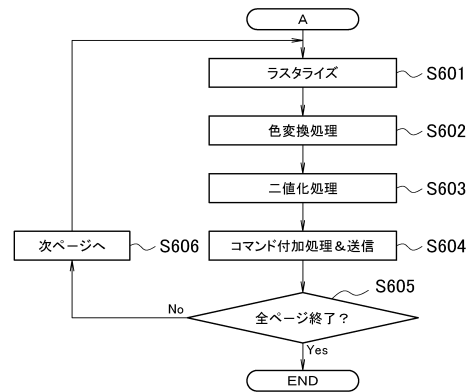 A
ラスタライズ
S601
色変換処理
S602
二値化処理
S603
次ページへ
S606
コマンド付加処理&送信
S604
S605
No
全ページ終了?
Yes
END